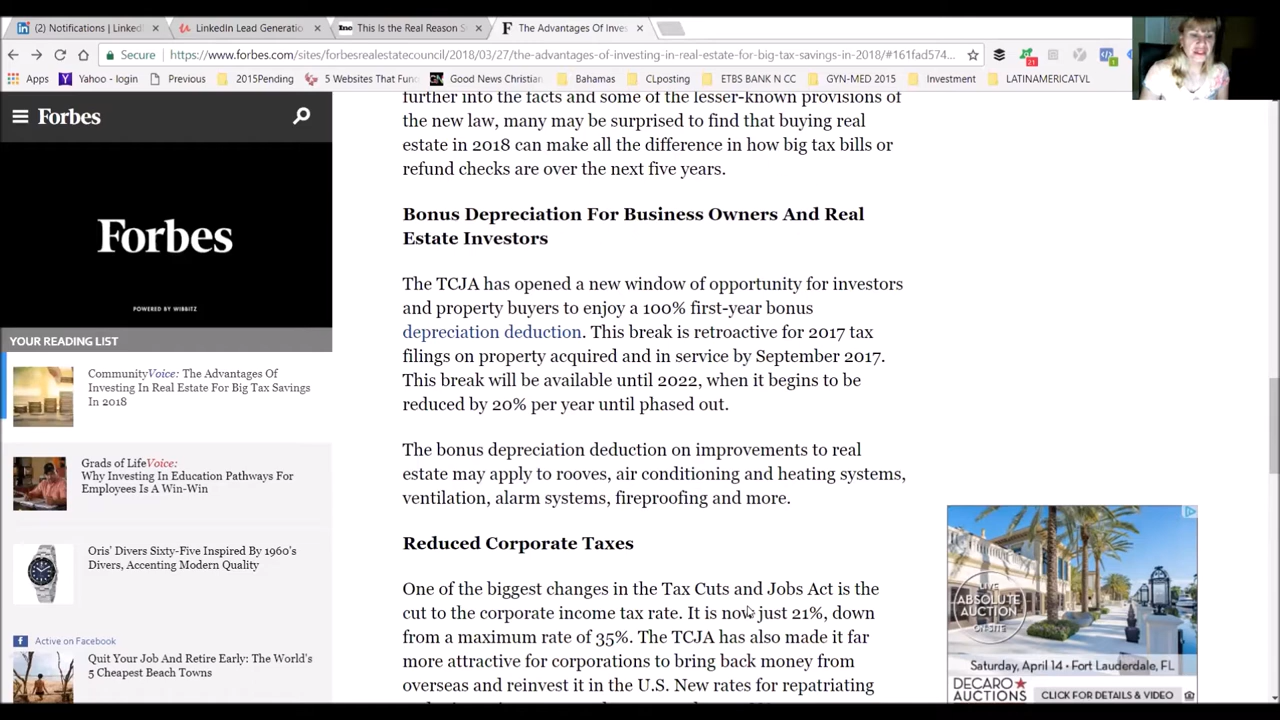 (2) Notifications | Linked
LinkedIn Lead Generatio
Inc
This Is the Real Reason S
F
The Advantages Of Inves
Secure
https://www.forbes.com/sites/forbesrealestatecouncil/2018/03/27/the-advantages-of-investing-in-real-estate-for-big-tax-savings-in-2018/#161fad574...
21
1
Apps
Yahoo - login
Previous
2015Pending
5 Websites That Fun
Good News Christian
Bahamas
CLposting
ETBS BANK N CC
GYN-MED 2015
Investment
LATINAMERICATVL
Forbes
Forbes
POWERED BY WIBBITZ
YOUR READING LIST
CommunityVoice: The Advantages Of
Investing In Real Estate For Big Tax Savings
In 2018
Grads of LifeVoice:
Why Investing In Education Pathways For
Employees Is A Win-Win
Oris' Divers Sixty-Five Inspired By 1960's
Divers, Accenting Modern Quality
Active on Facebook
Quit Your Job And Retire Early: The World's
5 Cheapest Beach Towns
further into the facts and some of the lesser-known provisions of
the new law, many may be surprised to find that buying real
estate in 2018 can make all the difference in how big tax bills or
refund checks are over the next five years.
Bonus Depreciation For Business Owners And Real
Estate Investors
The TCJA has opened a new window of opportunity for investors
and property buyers to enjoy a 100% first-year bonus
depreciation deduction. This break is retroactive for 2017 tax
filings on property acquired and in service by September 2017.
This break will be available until 2022, when it begins to be
reduced by 20% per year until phased out.
The bonus depreciation deduction on improvements to real
estate may apply to rooves, air conditioning and heating systems,
ventilation, alarm systems, fireproofing and more.
Reduced Corporate Taxes
One of the biggest changes in the Tax Cuts and Jobs Act is the
cut to the corporate income tax rate. It is now just 21%, down
from a maximum rate of 35%. The TCJA has also made it far
more attractive for corporations to bring back money from
overseas and reinvest it in the U.S. New rates for repatriating
LIVE
ABSOLUTE
AUCTION
ON-SITE
Saturday, April 14 • Fort Lauderdale, FL
DECARO
AUCTIONS
CLICK FOR DETAILS & VIDEO